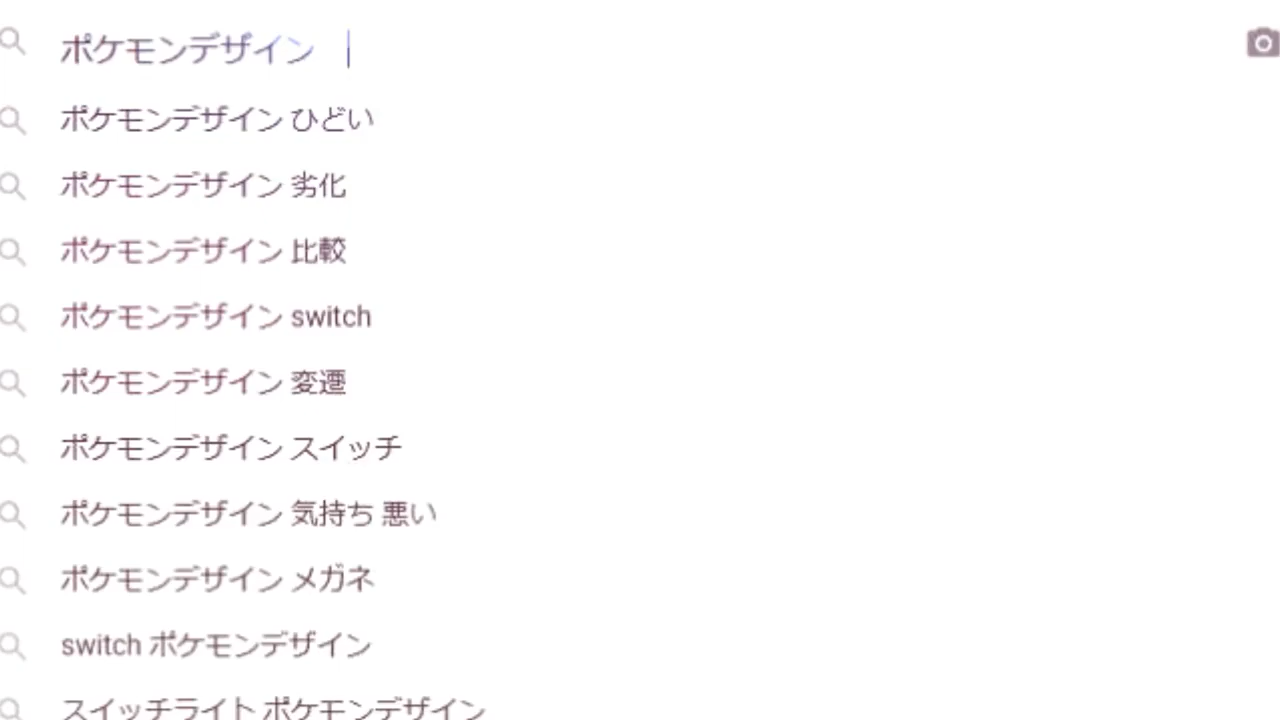 ポケモンデザイン
ポケモンデザイン ひどい
ポケモンデザイン 劣化
ポケモンデザイン 比較
ポケモンデザイン switch
ポケモンデザイン 変遷
ポケモンデザイン スイッチ
ポケモンデザイン 気持ち 悪い
ポケモンデザイン メガネ
switch ポケモンデザイン
スイッチライト ポケモンデザイン